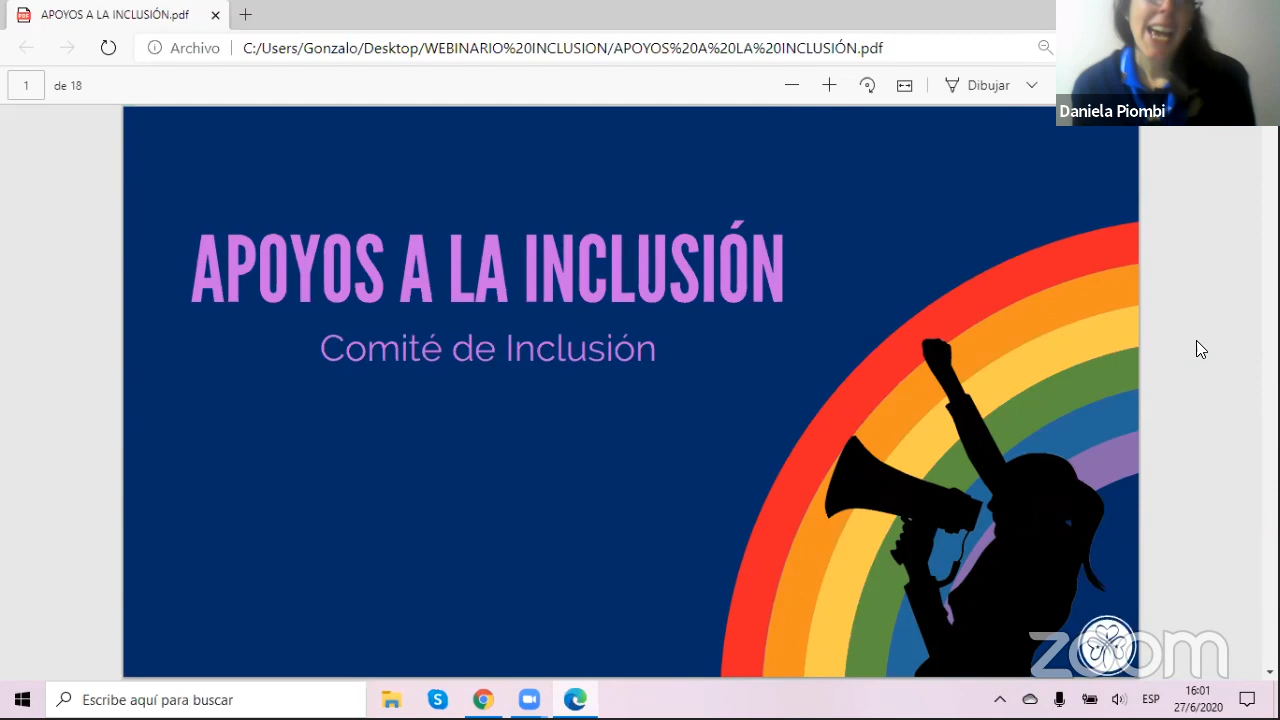 APOYOS A LA INCLUSIÓN.pdf
Archivo
C:/Users/Gonzalo/Desktop/WEBINARIO%20INCLUSION/APOYOS%20A%20LA%20INCLUSIÓN.pdf
1 de 18
Dibujar
Daniela Piombi
APOYOS A LA INCLUSIÓN
Comité de Inclusión
zoom
Escribe aquí para buscar
ESP
16:01
27/6/2020